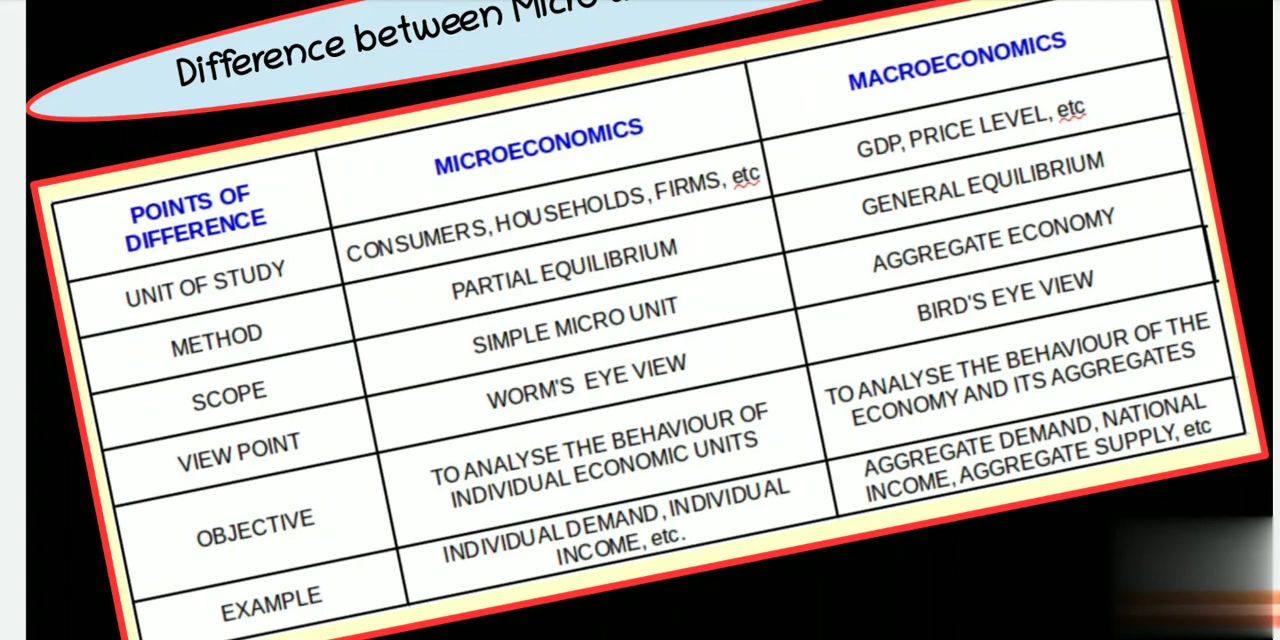 Difference between Micro
POINTS OF
DIFFERENCE
MICROECONOMICS
MACROECONOMICS
UNIT OF STUDY
CONSUMERS, HOUSEHOLDS, FIRMS, etc
GDP, PRICE LEVEL, etc
METHOD
PARTIAL EQUILIBRIUM
GENERAL EQUILIBRIUM
SCOPE
SIMPLE MICRO UNIT
AGGREGATE ECONOMY
VIEW POINT
WORM'S EYE VIEW
BIRD'S EYE VIEW
OBJECTIVE
TO ANALYSE THE BEHAVIOUR OF
INDIVIDUAL ECONOMIC UNITS
TO ANALYSE THE BEHAVIOUR OF THE
ECONOMY AND ITS AGGREGATES
EXAMPLE
INDIVIDUAL DEMAND, INDIVIDUAL
INCOME, etc.
AGGREGATE DEMAND, NATIONAL
INCOME, AGGREGATE SUPPLY, etc